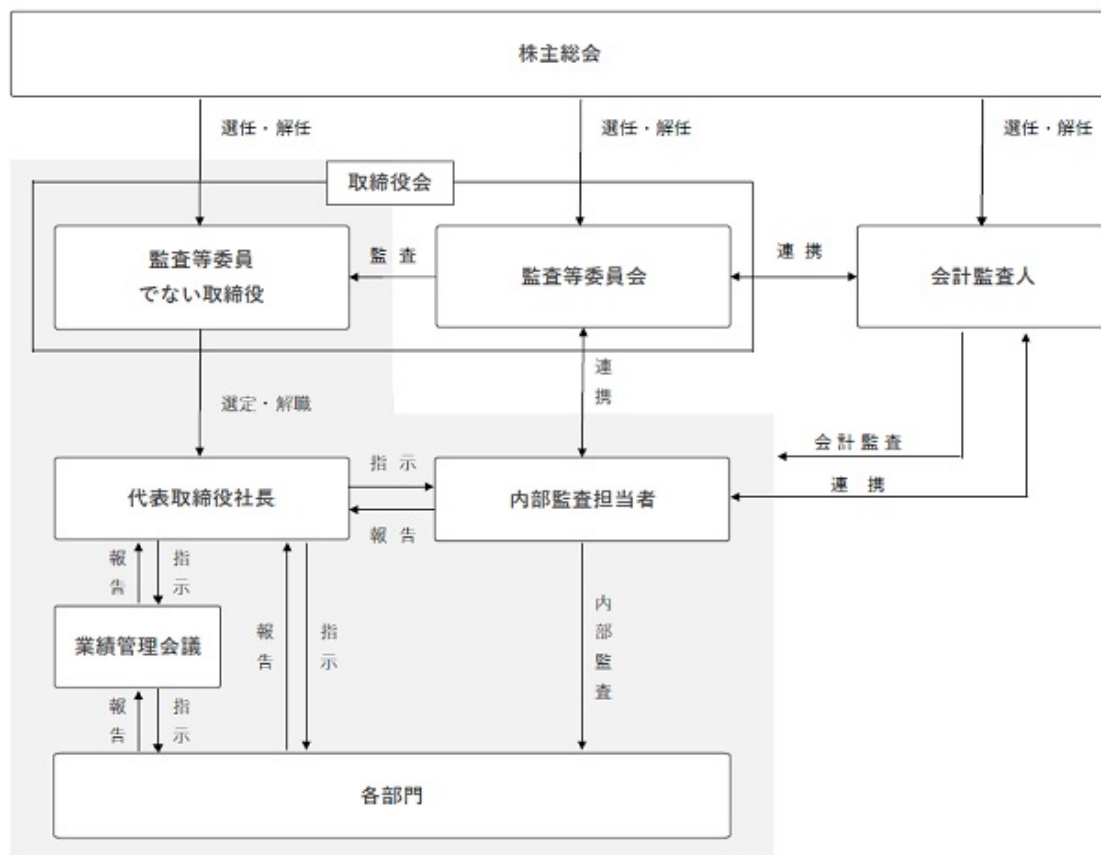 株主総会
選任・解任
選任・解任
選任・解任
取締役会
監査等委員
でない取締役
監査
監査等委員会
連携
会計監査人
連携
選定・解職
会計監査
代表取締役社長
指示
報告
内部監査担当者
連携
報告
指示
業績管理会議
報告
指示
内部監査
報告
指示
各部門